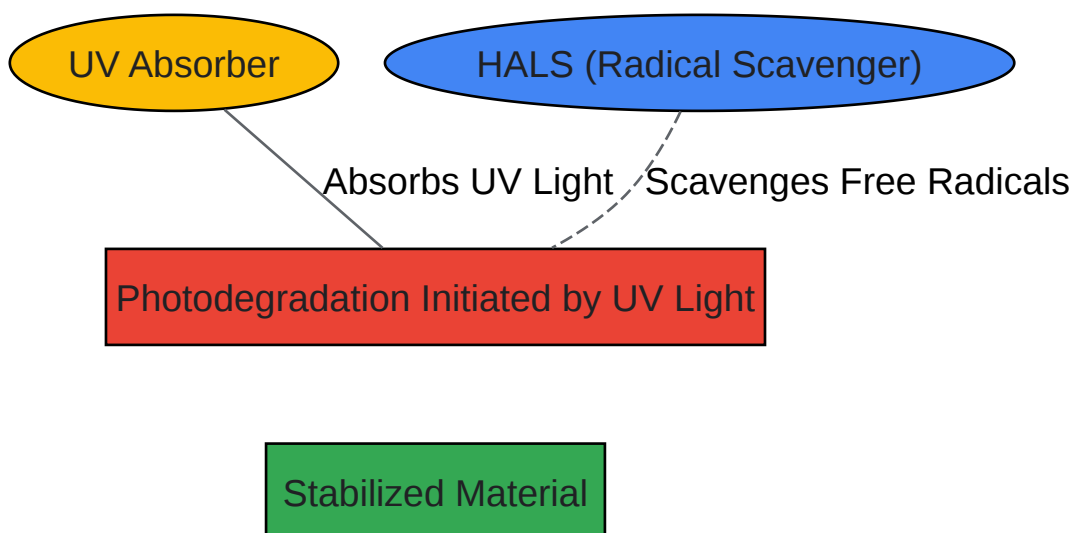 UV Absorber
HALS (Radical Scavenger)
Absorbs UV Light
Scavenges Free Radicals
Photodegradation Initiated by UV Light
Stabilized Material